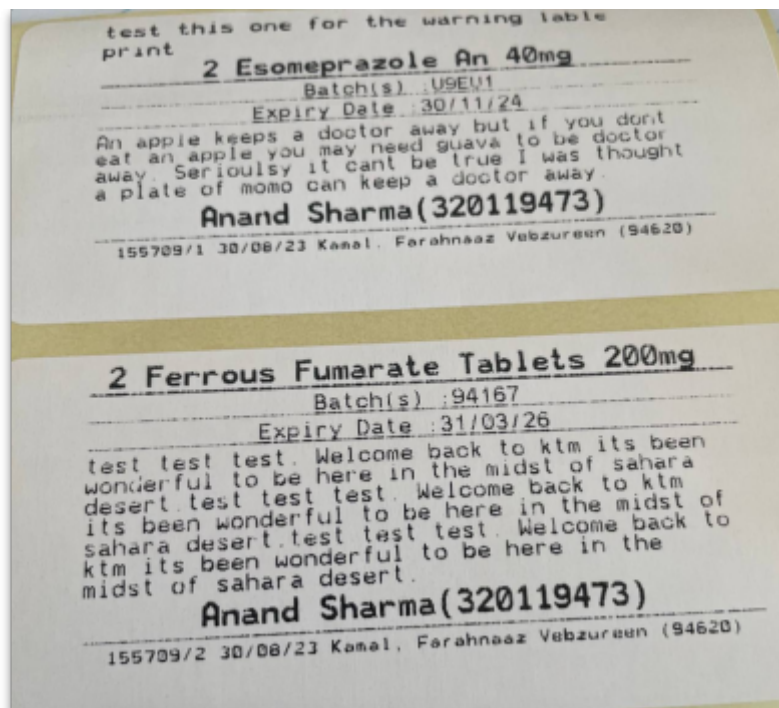 test this one for the warning lable
print
2 Esomeprazole An 40mg
Batch(s) :U9EU1
Expiry Date :30/11/24
An apple keeps a doctor away but if you dont
eat an apple you may need guava to be doctor
away. Serioulsy it cant be true I was thought
a plate of momo can keep a doctor away.
Anand Sharma(320119473)
155709/1 30/08/23 Kamal, Farahnaaz Vebzureen (94620)
2 Ferrous Fumarate Tablets 200mg
Batch(s) :94167
Expiry Date :31/03/26
test test test. Welcome back to ktm its been
wonderful to be here in the midst of sahara
desert.test test test. Welcome back to ktm
its been wonderful to be here in the midst of
sahara desert.test test test. Welcome back to
ktm its been wonderful to be here in the
midst of sahara desert.
Anand Sharma(320119473)
155709/2 30/08/23 Kamal, Farahnaaz Vebzureen (94620)